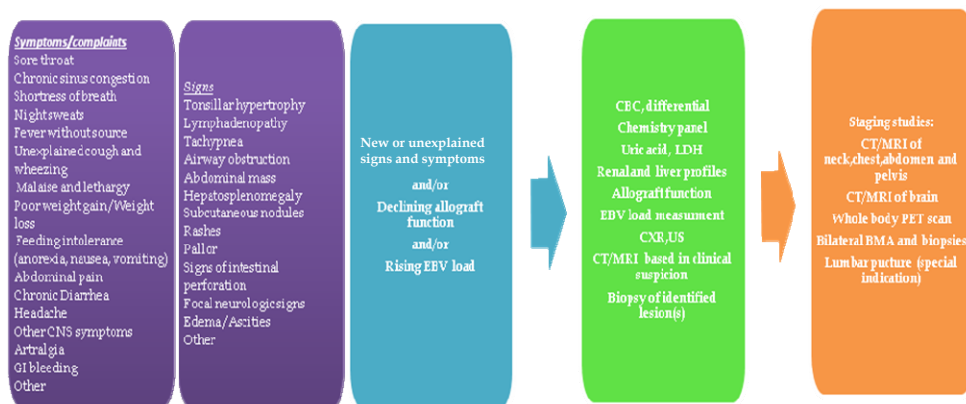 Symptoms/complaints
Sore throat
Chronic sinus congestion
Shortness of breath
Night sweats
Fever without source
Unexplained cough and
wheezing
Malaise and lethargy
Poor weight gain/Weight
loss
Feeding intolerance
(anorexia, nausea, vomiting)
Abdominal pain
Chronic Diarrhea
Headache
Other CNS symptoms
Artralgia
GI bleeding
Other
Signs
Tonsillar hypertrophy
Lymphadenopathy
Tachypnea
Airway obstruction
Abdominal mass
Hepatosplenomegaly
Subcutaneous nodules
Rashes
Pallor
Signs of intestinal
perforation
Focal neurologic signs
Edema/Ascities
Other
New or unexplained
signs and symptoms
and/or
Declining allograft
function
and/or
Rising EBV load
CBC, differential
Chemistry panel
Uric acid, LDH
Renal and liver profiles
Allograft function
EBV load measurment
CXR,US
CT/MRI based in clinical
suspicion
Biopsy of identified
lesion(s)
Staging studies:
CT/MRI of
neck,chest,abdomen and
pelvis
CT/MRI of brain
Whole body PET scan
Bilateral BMA and biopsies
Lumbar pucture (special
indication)